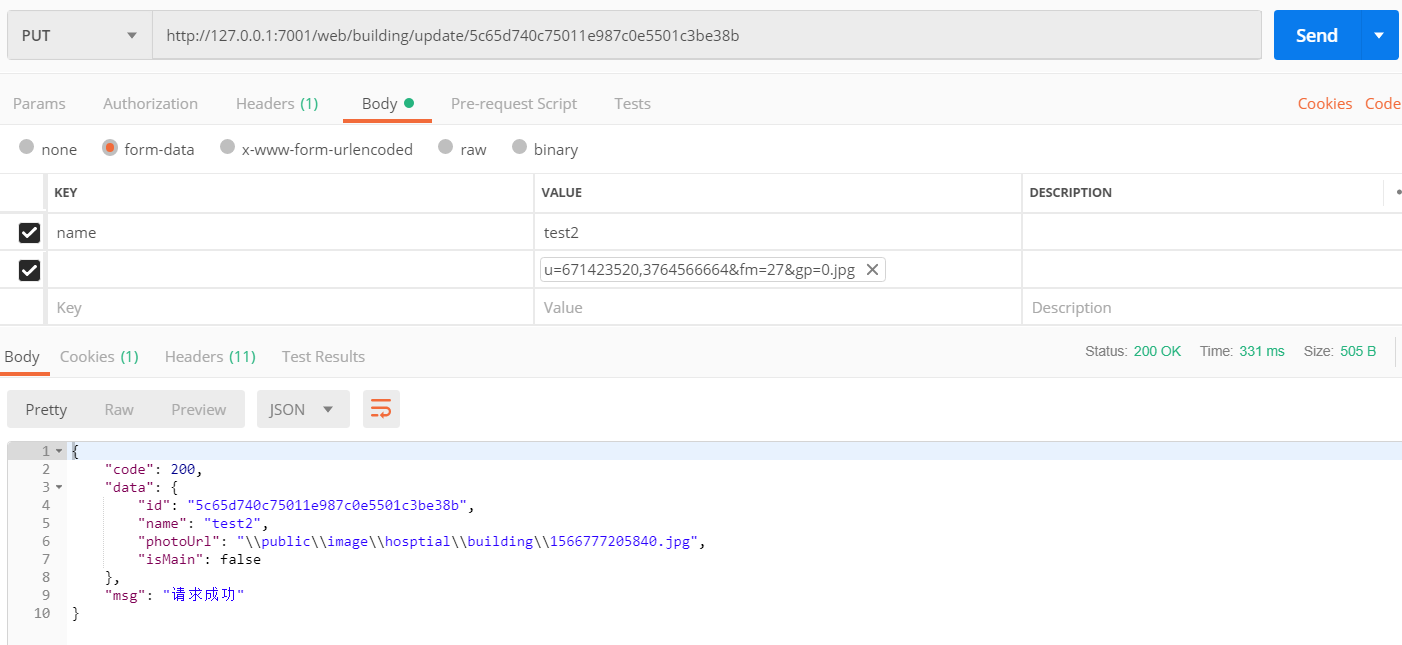 PUT http://127.0.0.1:7001/web/building/update/5c65d740c75011e987c0e5501c3be38b Send
Params Authorization Headers (1) Body Pre-request Script Tests Cookies Code
none form-data x-www-form-urlencoded raw binary
KEY VALUE DESCRIPTION
name test2
u=671423520,3764566664&fm=27&gp=0.jpg
Key Value Description
Body Cookies (1) Headers (11) Test Results Status: 200 OK Time: 331 ms Size: 505 B
Pretty Raw Preview JSON
1 {
2 "code": 200,
3 "data": {
4 "id": "5c65d740c75011e987c0e5501c3be38b",
5 "name": "test2",
6 "photoUrl": "\\public\\image\\hosptial\\building\\1566777205840.jpg",
7 "isMain": false
8 },
9 "msg": "请求成功"
10 }